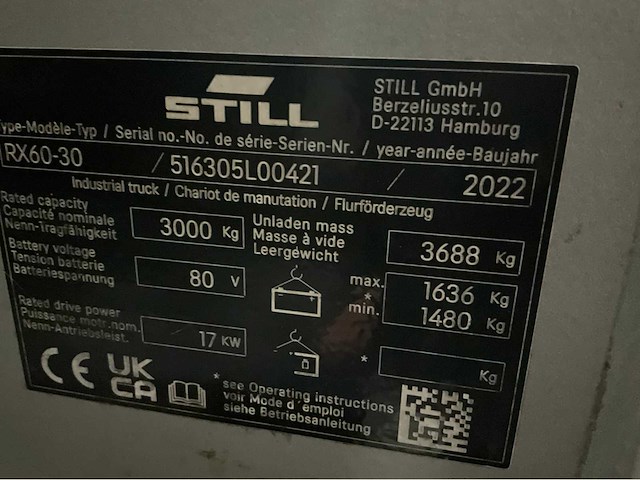 STILL
STILL GmbH
Berzeliusstr.10
D-22113 Hamburg
Type-Modèle-Typ / Serial no.-No. de série-Serien-Nr. / year-année-Baujahr
RX60-30 / 516305L00421 / 2022
Industrial truck / Chariot de manutation / Flurförderzeug
Rated capacity
Capacité nominale
Nenn-Tragfähigkeit
3000 Kg
Unladen mass
Masse à vide
Leergewicht
3688 Kg
Battery voltage
Tension batterie
Batteriespannung
80 V
max. 1636 Kg
*
min. 1480 Kg
Rated drive power
Puissance motr.nom.
Nenn-Antriebsleist.
17 KW
* Kg
CE UK
CA
* see Operating instructions
voir Mode d´émploi
siehe Betriebsanleitung